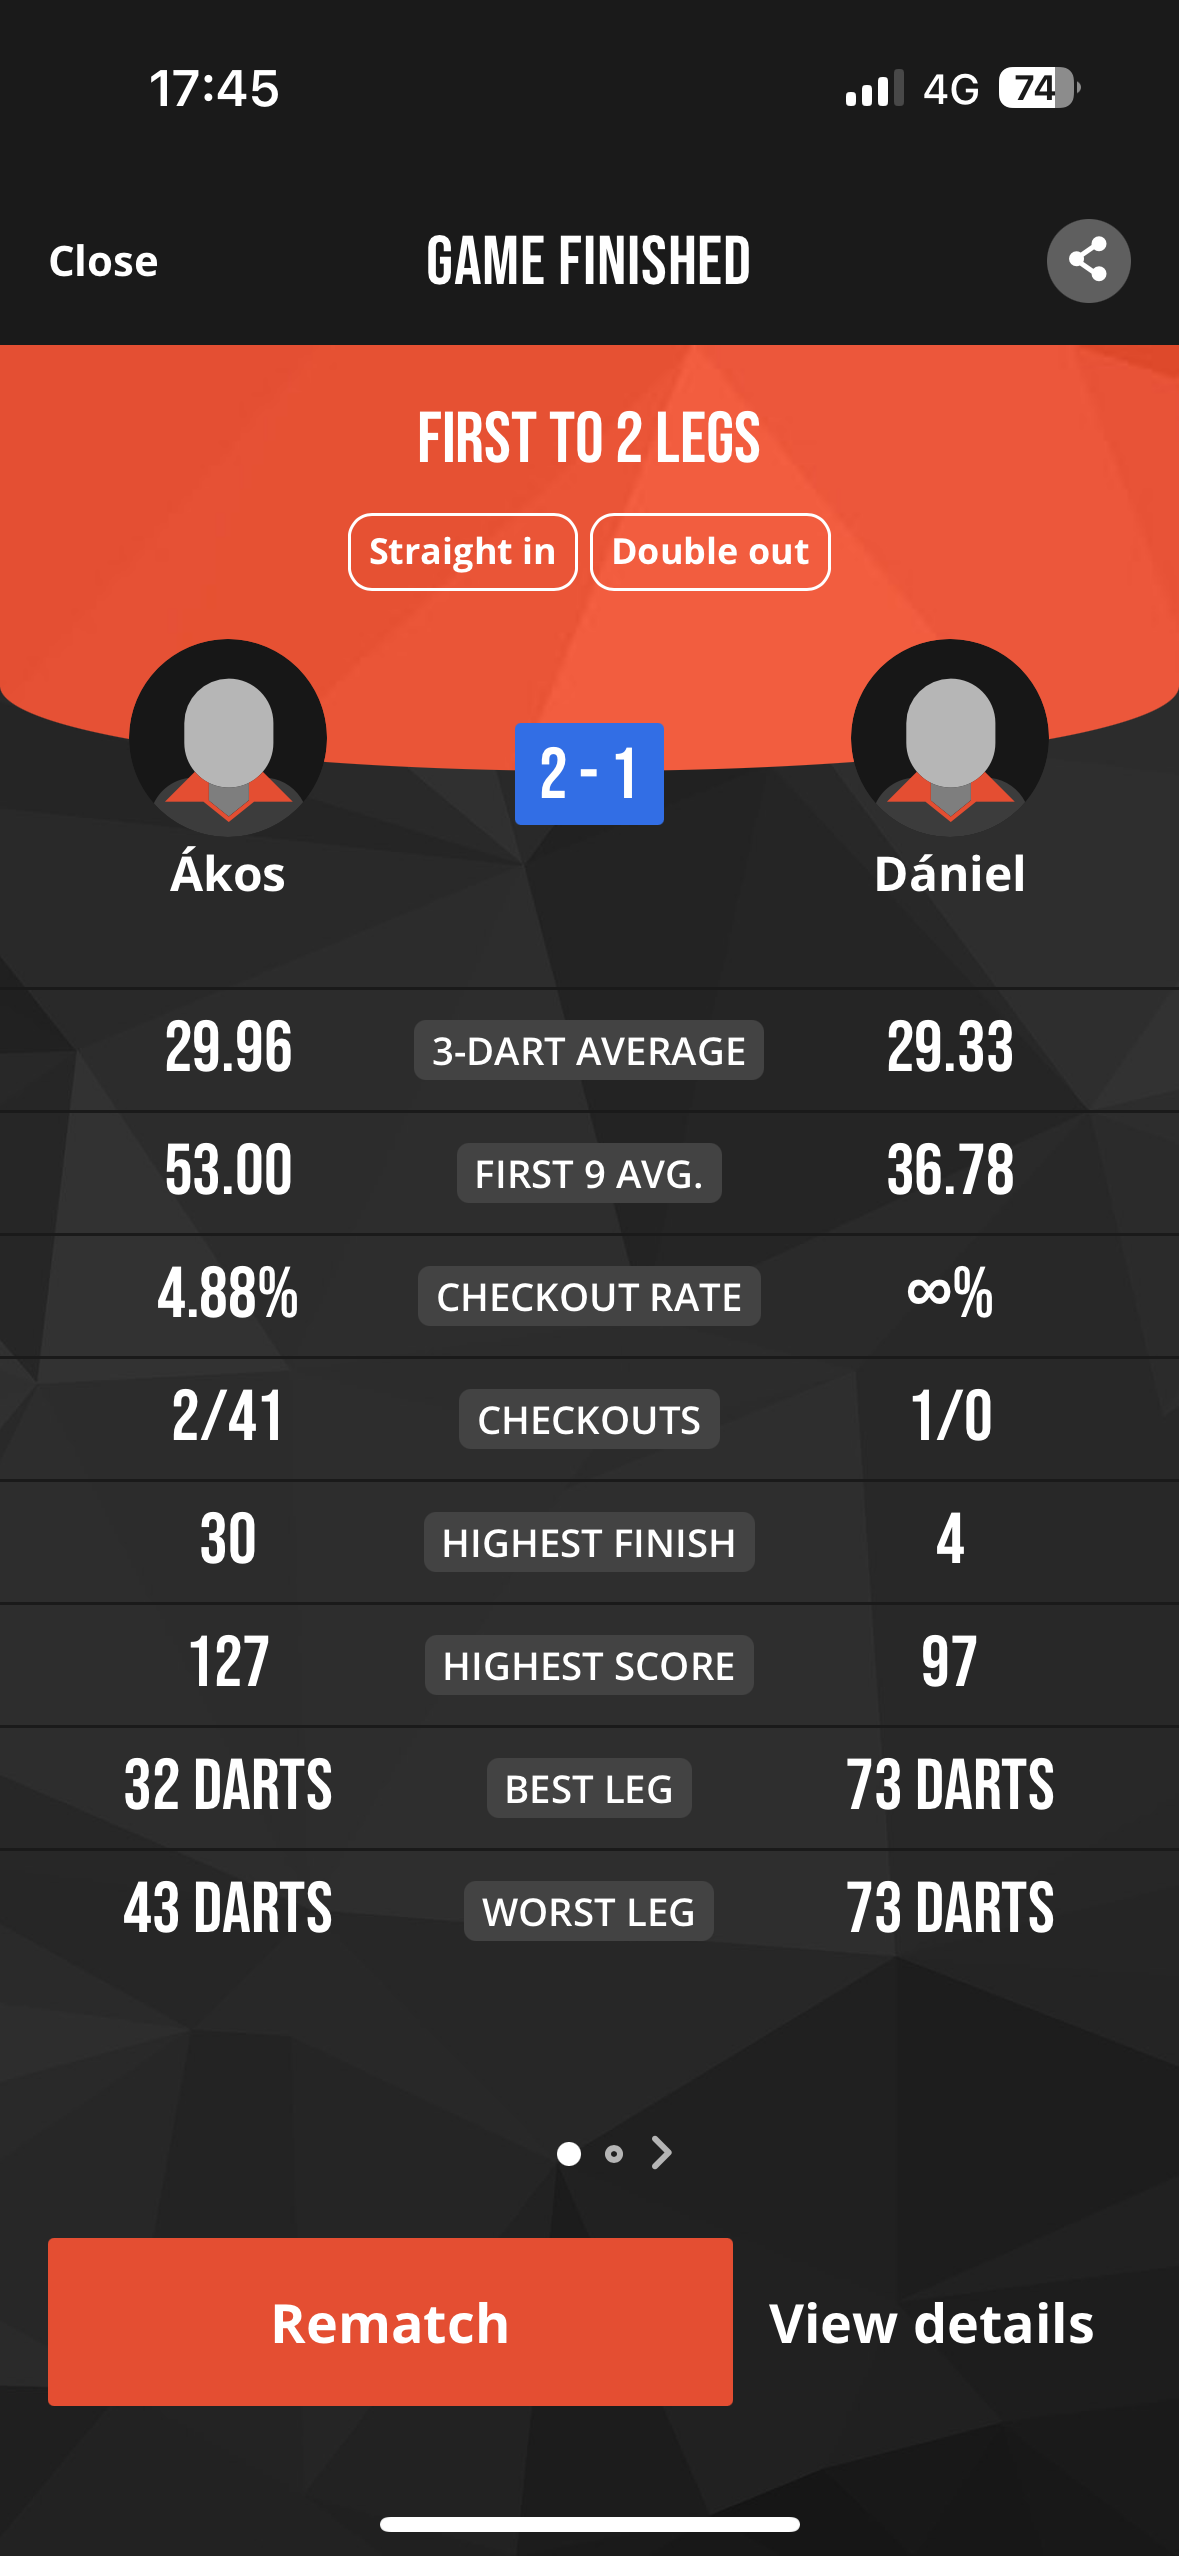 17:45
4G 74
Close GAME FINISHED
FIRST TO 2 LEGS
Straight in Double out
2 - 1
Ákos Dániel
29.96 3-DART AVERAGE 29.33
53.00 FIRST 9 AVG. 36.78
4.88% CHECKOUT RATE ∞%
2/41 CHECKOUTS 1/0
30 HIGHEST FINISH 4
127 HIGHEST SCORE 97
32 DARTS BEST LEG 73 DARTS
43 DARTS WORST LEG 73 DARTS
Rematch View details